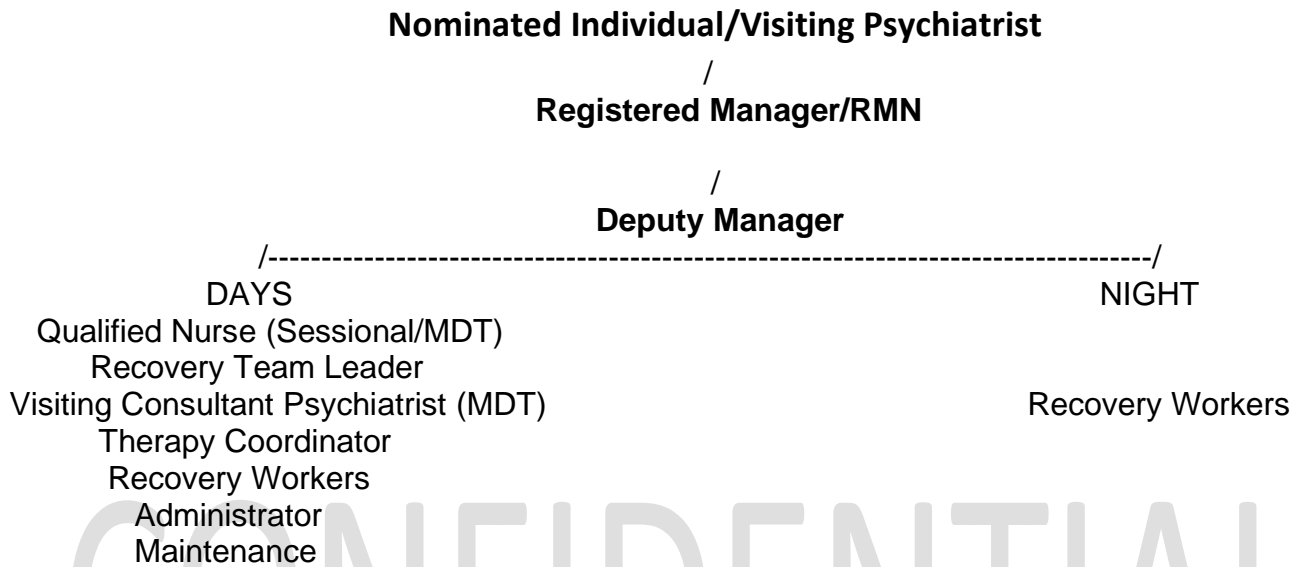 Nominated Individual/Visiting Psychiatrist
/
Registered Manager/RMN
/
Deputy Manager
/-----------------------------------------------------------------------------------/
DAYS NIGHT
Qualified Nurse (Sessional/MDT)
Recovery Team Leader
Visiting Consultant Psychiatrist (MDT) Recovery Workers
Therapy Coordinator
Recovery Workers
Administrator
Maintenance
CONFIDENTIAL